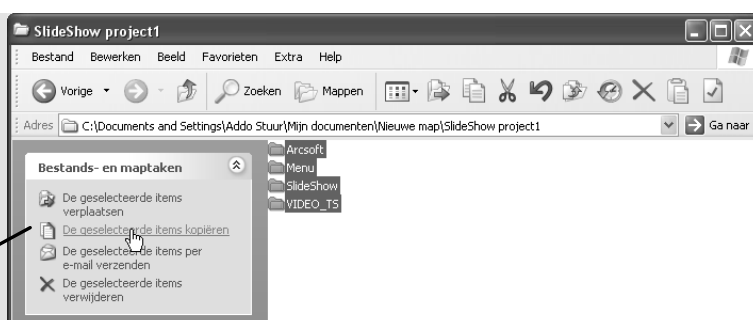 SlideShow project1
Bestand Bewerken Beeld Favorieten Extra Help
Vorige Zoeken Mappen
Adres C:\Documents and Settings\Addo Stuur\Mijn documenten\Nieuwe map\SlideShow project1 Ga naar
Bestands- en maptaken
De geselecteerde items
verplaatsen
De geselecteerde items kopiëren
De geselecteerde items per
e-mail verzenden
De geselecteerde items
verwijderen
Arcsoft
Menu
SlideShow
VIDEO_TS